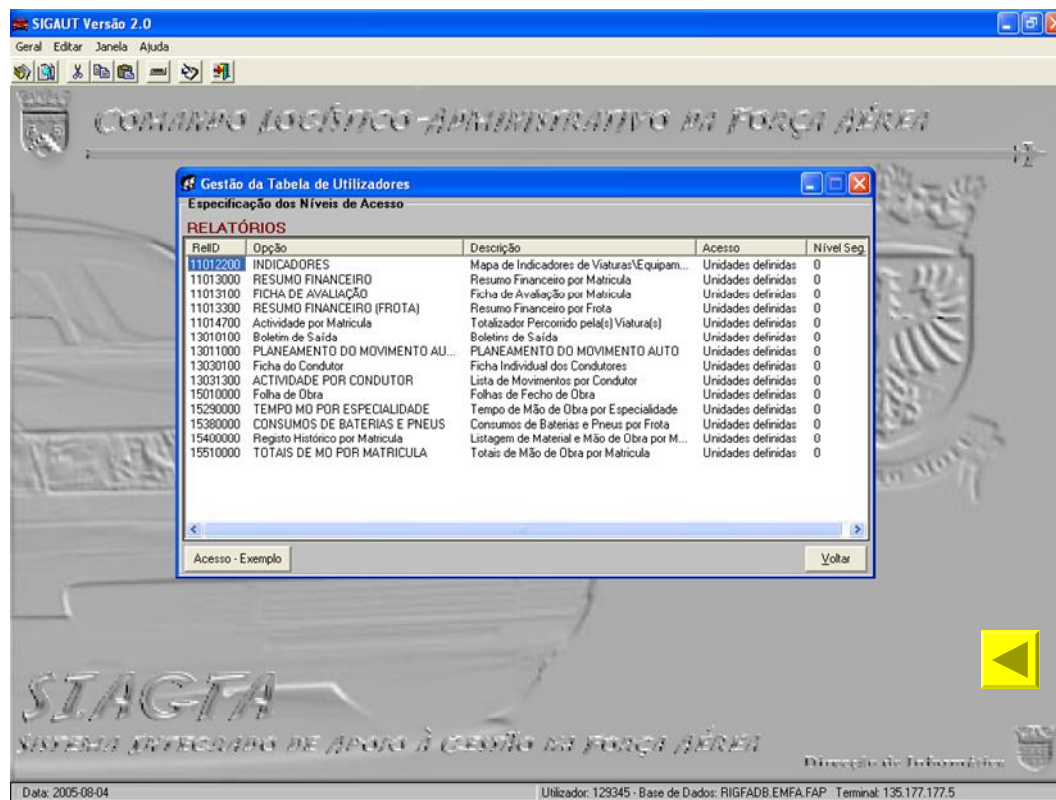 SIGAUT Versão 2.0
Geral Editar Janela Ajuda
COMANDO LOGÍSTICO-ADMINISTRATIVO DA FORÇA AÉREA
Gestão da Tabela de Utilizadores
Especificação dos Níveis de Acesso
RELATÓRIOS
RelID Opção Descrição Acesso Nível Seg.
11012200 INDICADORES Mapa de Indicadores de Viaturas\Equipam... Unidades definidas 0
11013000 RESUMO FINANCEIRO Resumo Financeiro por Matricula Unidades definidas 0
11013100 FICHA DE AVALIAÇÃO Ficha de Avaliação por Matricula Unidades definidas 0
11013300 RESUMO FINANCEIRO (FROTA) Resumo Financeiro por Frota Unidades definidas 0
11014700 Actividade por Matricula Totalizador Percorrido pela(s) Viatura(s) Unidades definidas 0
13010100 Boletim de Saída Boletins de Saída Unidades definidas 0
13011000 PLANEAMENTO DO MOVIMENTO AU... PLANEAMENTO DO MOVIMENTO AUTO Unidades definidas 0
13030100 Ficha do Condutor Ficha Individual dos Condutores Unidades definidas 0
13031300 ACTIVIDADE POR CONDUTOR Lista de Movimentos por Condutor Unidades definidas 0
15010000 Folha de Obra Folhas de Fecho de Obra Unidades definidas 0
15290000 TEMPO MO POR ESPECIALIDADE Tempo de Mão de Obra por Especialidade Unidades definidas 0
15380000 CONSUMOS DE BATERIAS E PNEUS Consumos de Baterias e Pneus por Frota Unidades definidas 0
15400000 Registo Histórico por Matricula Listagem de Material e Mão de Obra por M... Unidades definidas 0
15510000 TOTAIS DE MO POR MATRICULA Totais de Mão de Obra por Matricula Unidades definidas 0
Acesso - Exemplo Voltar
SIAGFA
SISTEMA INTEGRADO DE APOIO À GESTÃO DA FORÇA AÉREA
Direcção de Informática
Data: 2005-08-04 Utilizador: 129345 - Base de Dados: RIGFADB.EMFA.FAP Terminal: 135.177.177.5